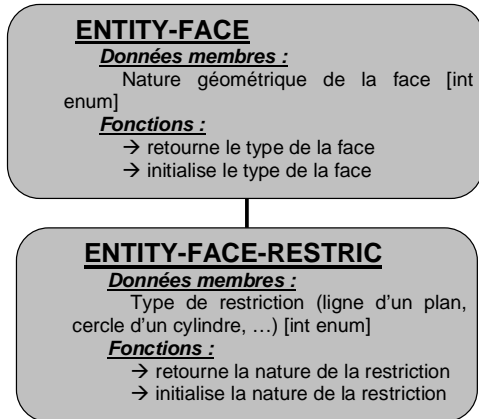 ENTITY-FACE
Données membres :
Nature géométrique de la face [int
enum]
Fonctions :
→ retourne le type de la face
→ initialise le type de la face
ENTITY-FACE-RESTRIC
Données membres :
Type de restriction (ligne d'un plan,
cercle d'un cylindre, …) [int enum]
Fonctions :
→ retourne la nature de la restriction
→ initialise la nature de la restriction